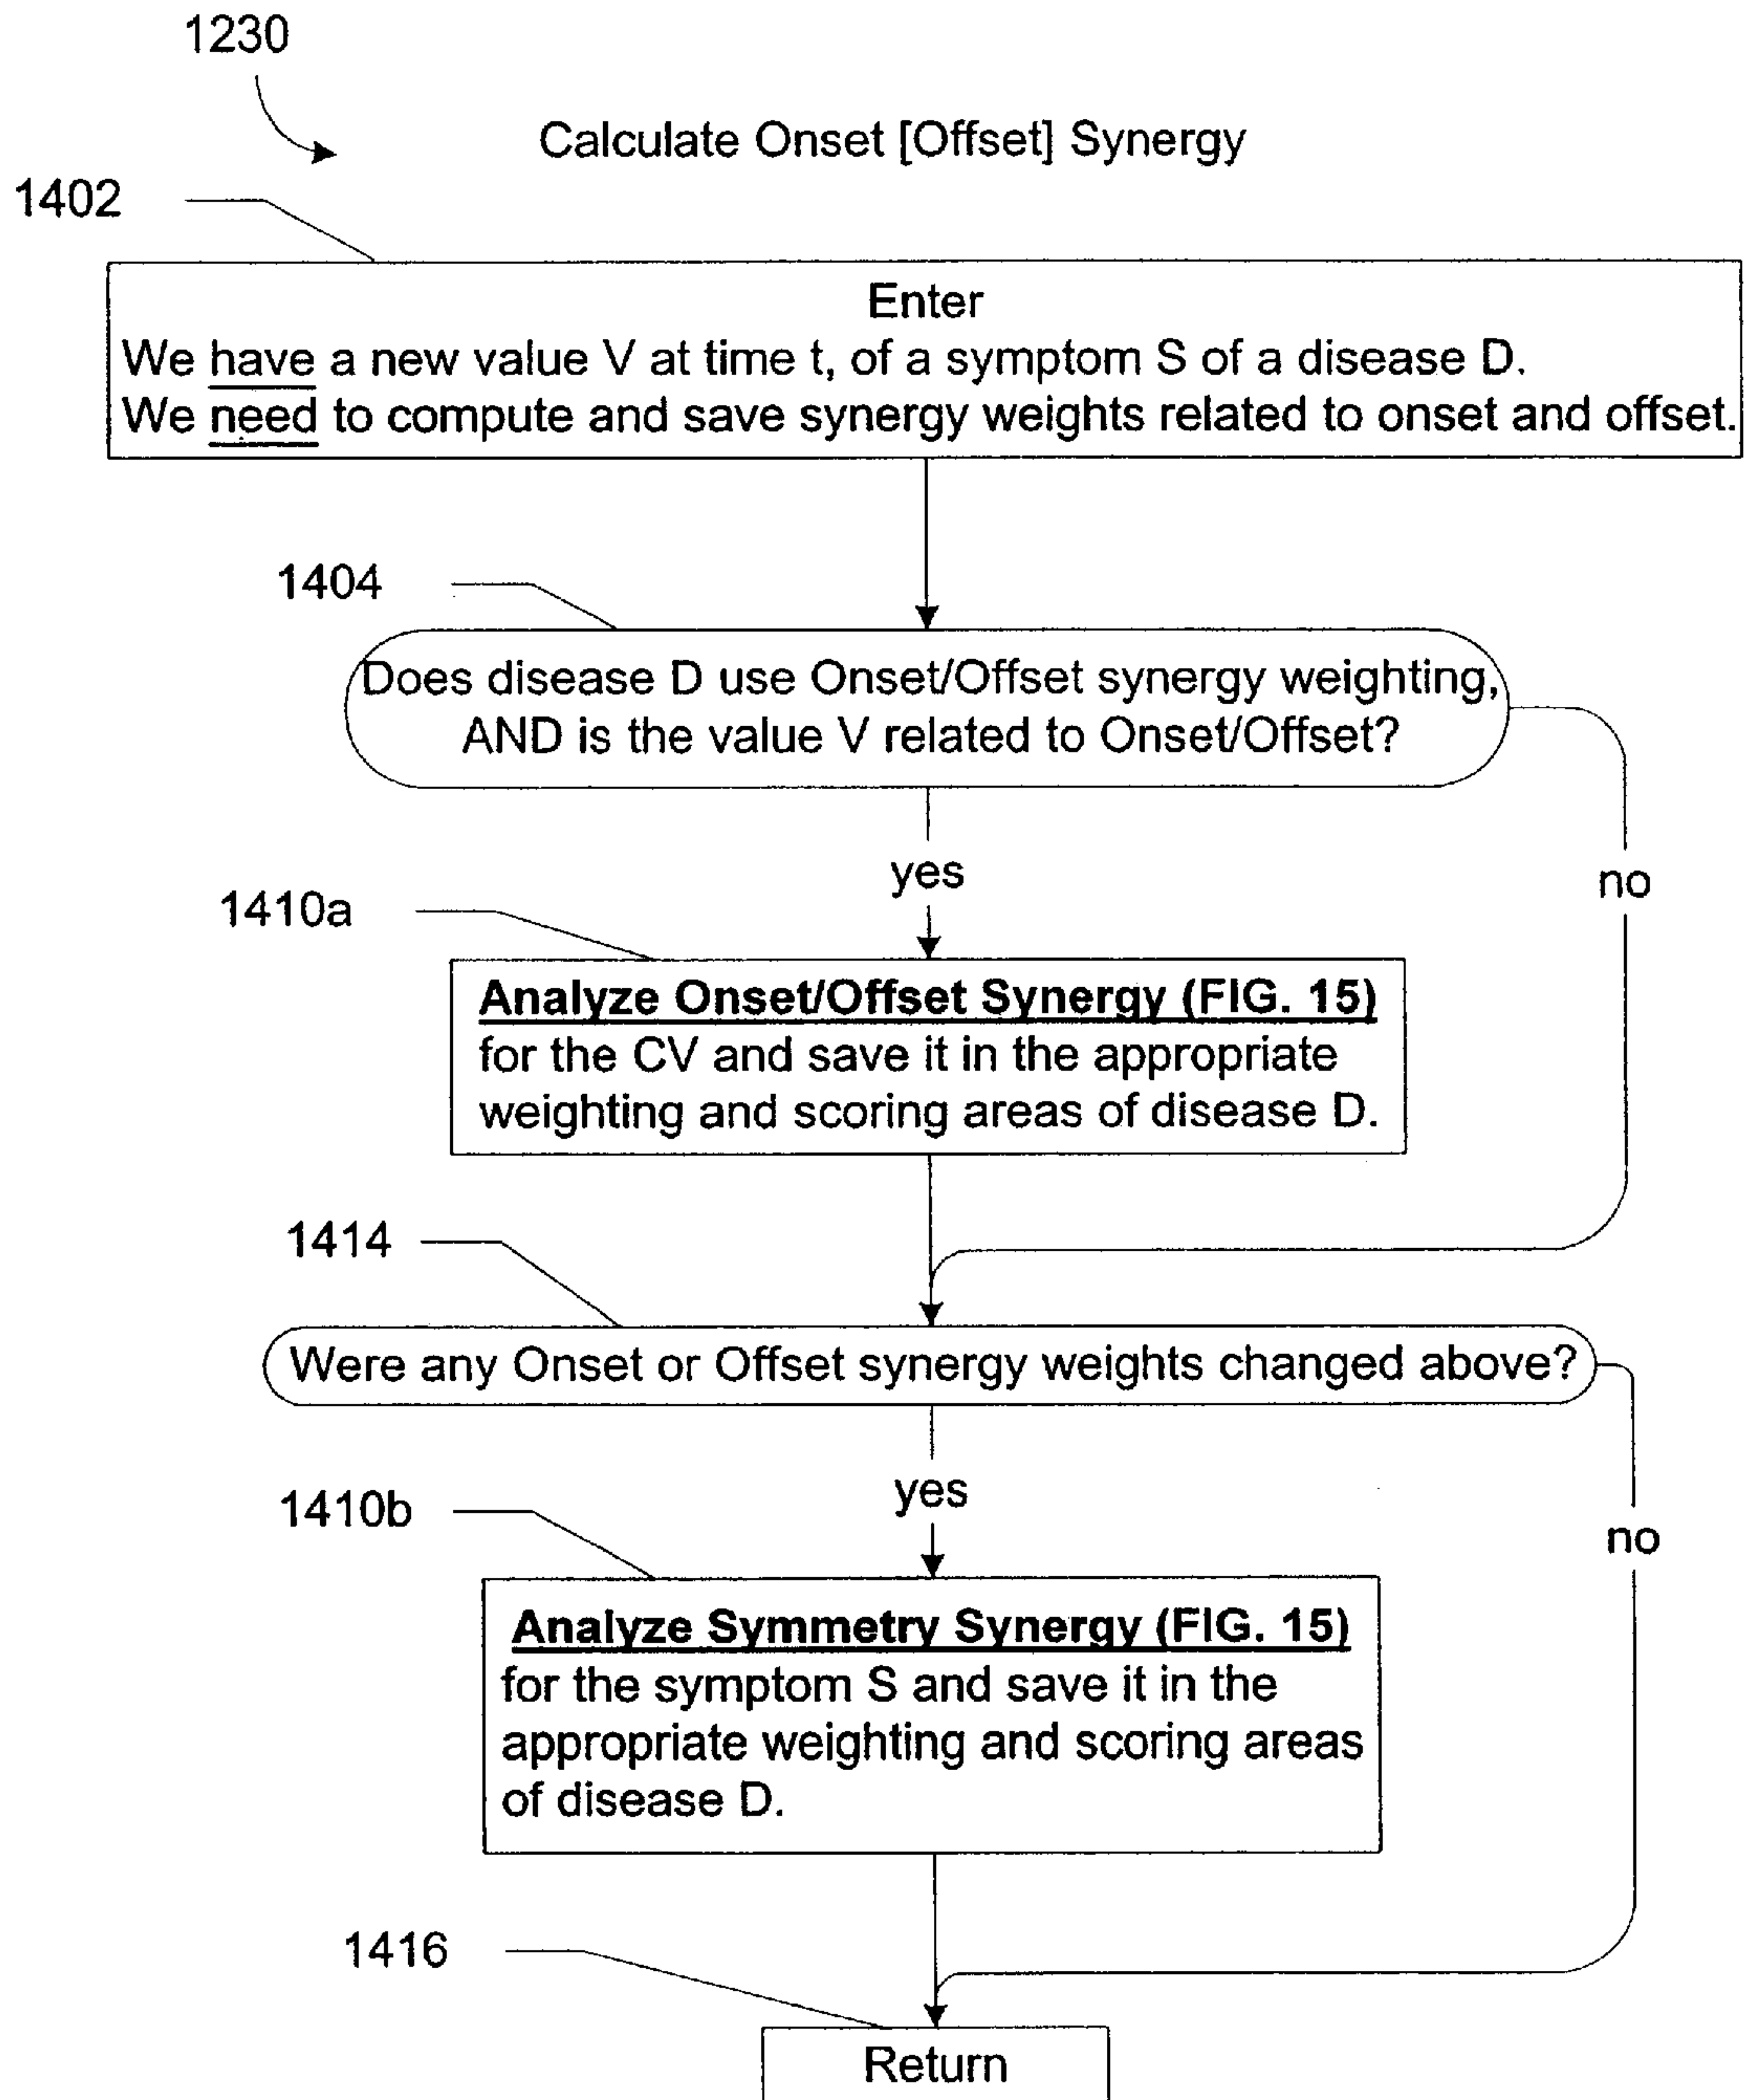 1230
Calculate Onset [Offset] Synergy
1402
Enter
We have a new value V at time t, of a symptom S of a disease D.
We need to compute and save synergy weights related to onset and offset.
1404
Does disease D use Onset/Offset synergy weighting,
AND is the value V related to Onset/Offset?
yes
no
1410a
Analyze Onset/Offset Synergy (FIG. 15)
for the CV and save it in the appropriate
weighting and scoring areas of disease D.
1414
Were any Onset or Offset synergy weights changed above?
yes
no
1410b
Analyze Symmetry Synergy (FIG. 15)
for the symptom S and save it in the
appropriate weighting and scoring areas
of disease D.
1416
Return